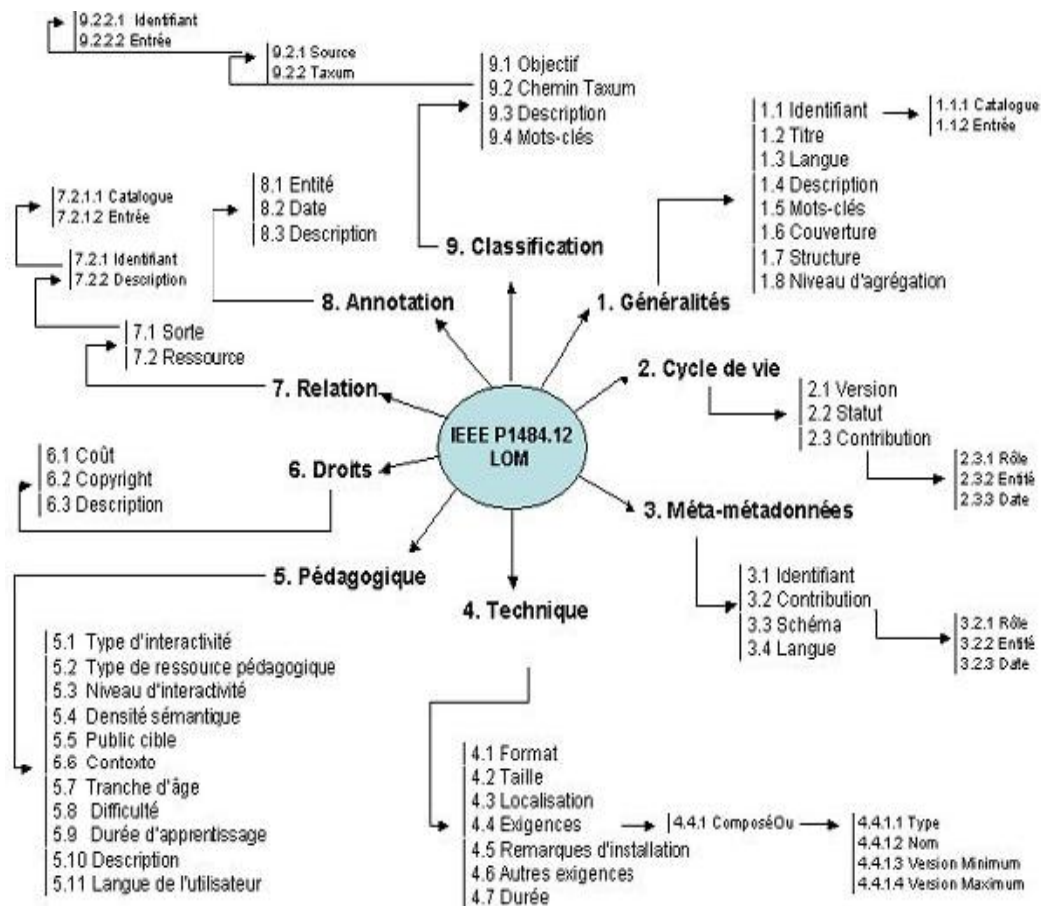 IEEE P1484.12
LOM
1. Généralités
1.1 Identifiant
1.2 Titre
1.3 Langue
1.4 Description
1.5 Mots-clés
1.6 Couverture
1.7 Structure
1.8 Niveau d'agrégation
1.1.1 Catalogue
1.1.2 Entrée
2. Cycle de vie
2.1 Version
2.2 Statut
2.3 Contribution
2.3.1 Rôle
2.3.2 Entité
2.3.3 Date
3. Méta-métadonnées
3.1 Identifiant
3.2 Contribution
3.3 Schéma
3.4 Langue
3.2.1 Rôle
3.2.2 Entité
3.2.3 Date
4. Technique
4.1 Format
4.2 Taille
4.3 Localisation
4.4 Exigences
4.5 Remarques d'installation
4.6 Autres exigences
4.7 Durée
4.4.1 ComposéOu
4.4.1.1 Type
4.4.1.2 Nom
4.4.1.3 Version Minimum
4.4.1.4 Version Maximum
5. Pédagogique
5.1 Type d'interactivité
5.2 Type de ressource pédagogique
5.3 Niveau d'interactivité
5.4 Densité sémantique
5.5 Public cible
5.6 Contexte
5.7 Tranche d'âge
5.8 Difficulté
5.9 Durée d'apprentissage
5.10 Description
5.11 Langue de l'utilisateur
6. Droits
6.1 Coût
6.2 Copyright
6.3 Description
7. Relation
7.1 Sorte
7.2 Ressource
7.2.1 Identifiant
7.2.2 Description
7.2.1.1 Catalogue
7.2.1.2 Entrée
8. Annotation
8.1 Entité
8.2 Date
8.3 Description
9. Classification
9.1 Objectif
9.2 Chemin Taxum
9.3 Description
9.4 Mots-clés
9.2.1 Source
9.2.2 Taxum
9.2.2.1 Identifiant
9.2.2.2 Entrée